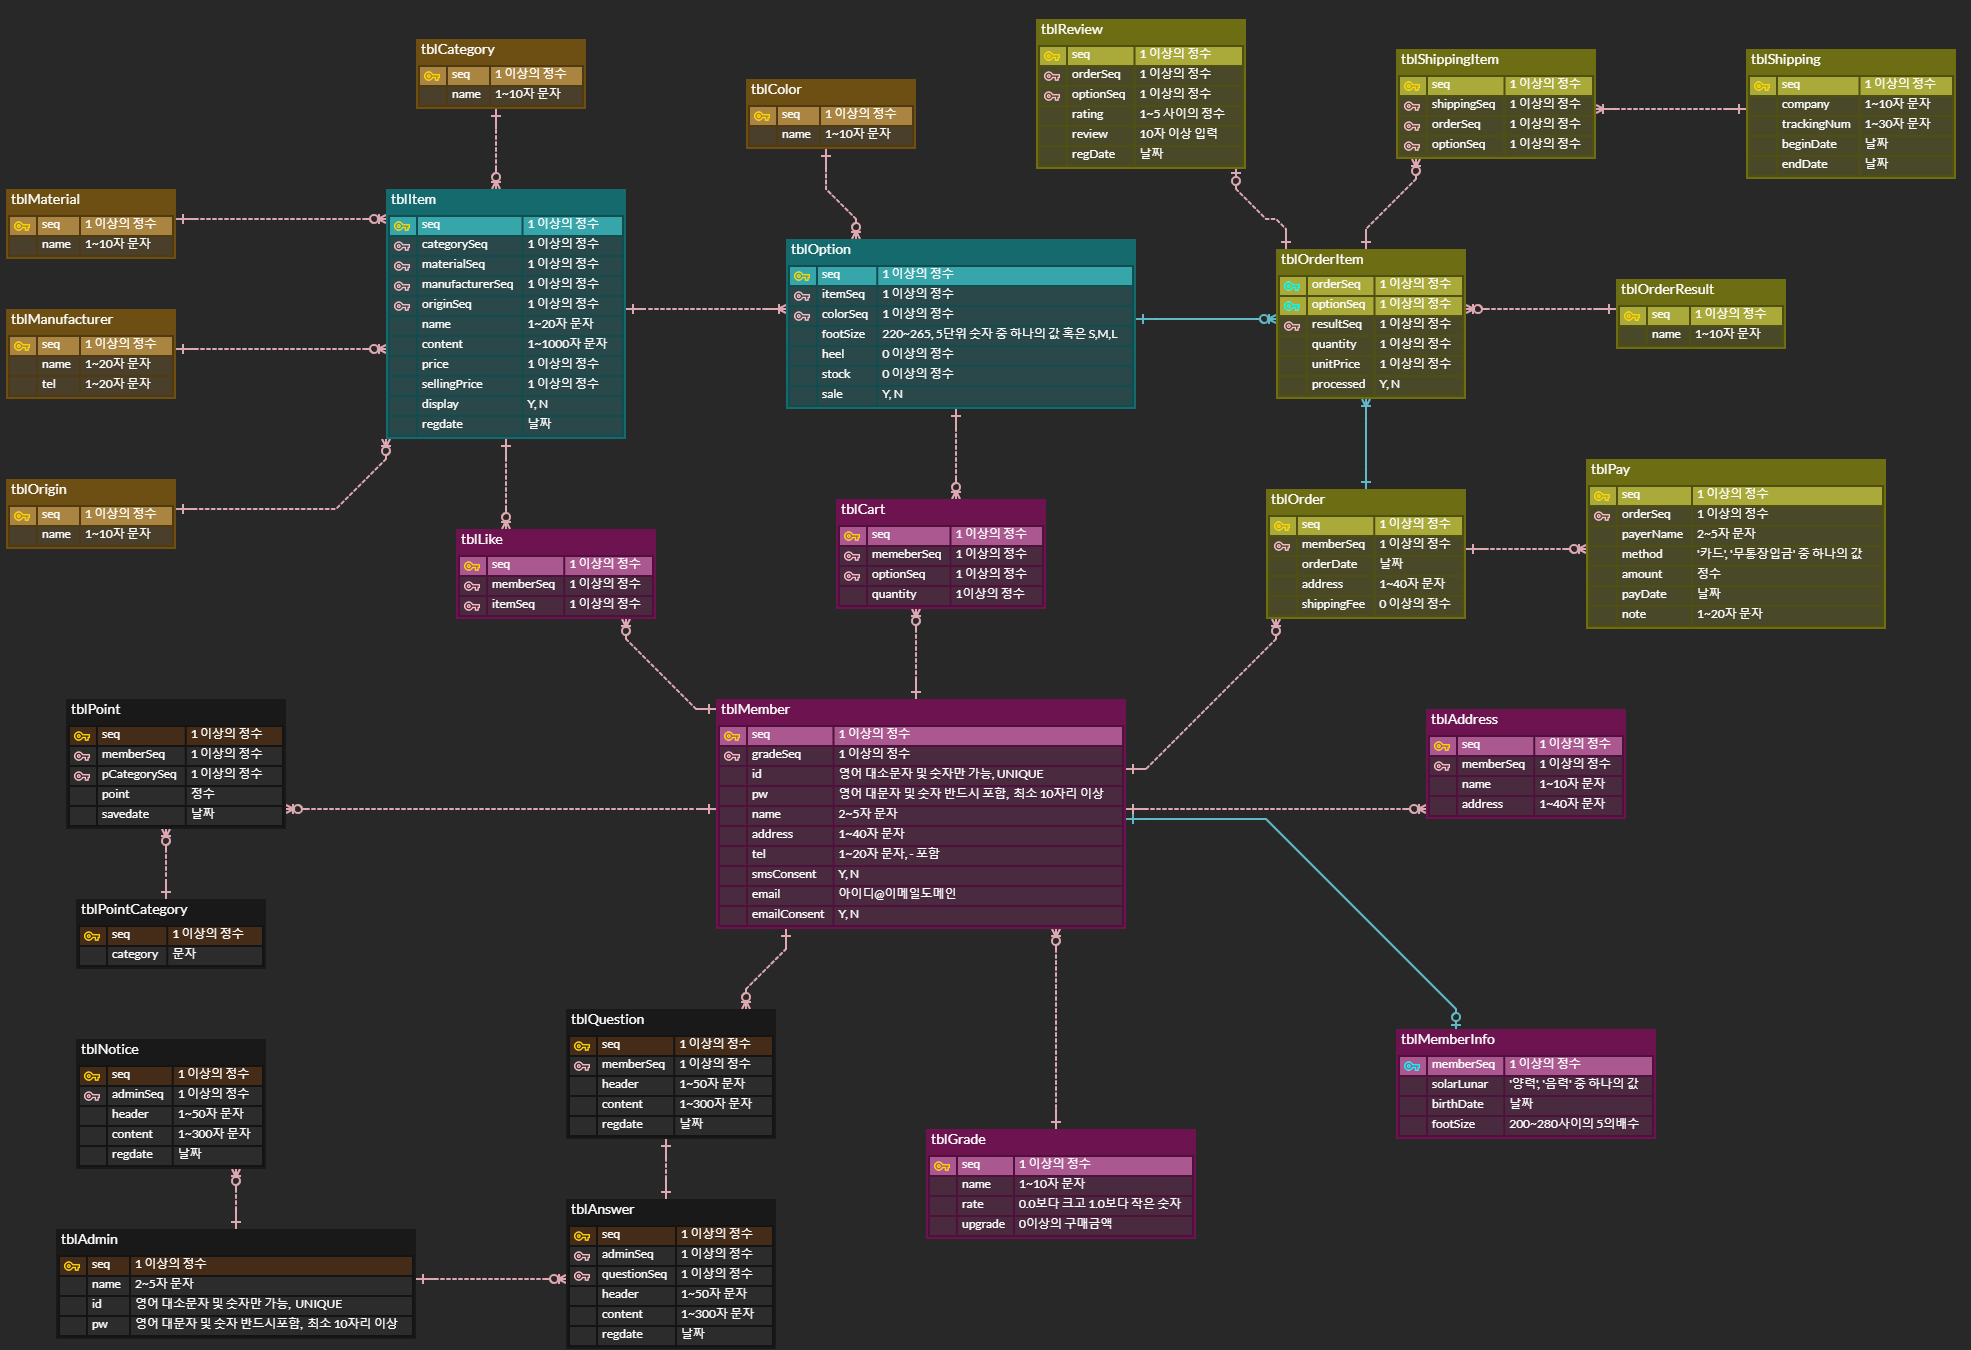 tblCategory
seq 1 이상의 정수
name 1~10자 문자
tblColor
seq 1 이상의 정수
name 1~10자 문자
tblReview
seq 1 이상의 정수
orderSeq 1 이상의 정수
optionSeq 1 이상의 정수
rating 1~5 사이의 정수
review 10자 이상 입력
regDate 날짜
tblShippingItem
seq 1 이상의 정수
shippingSeq 1 이상의 정수
orderSeq 1 이상의 정수
optionSeq 1 이상의 정수
tblShipping
seq 1 이상의 정수
company 1~10자 문자
trackingNum 1~30자 문자
beginDate 날짜
endDate 날짜
tblMaterial
seq 1 이상의 정수
name 1~10자 문자
tblManufacturer
seq 1 이상의 정수
name 1~20자 문자
tel 1~20자 문자
tblOrigin
seq 1 이상의 정수
name 1~10자 문자
tblItem
seq 1 이상의 정수
categorySeq 1 이상의 정수
materialSeq 1 이상의 정수
manufacturerSeq 1 이상의 정수
originSeq 1 이상의 정수
name 1~20자 문자
content 1~1000자 문자
price 1 이상의 정수
sellingPrice 1 이상의 정수
display Y, N
regdate 날짜
tblOption
seq 1 이상의 정수
itemSeq 1 이상의 정수
colorSeq 1 이상의 정수
footSize 220~265, 5단위 숫자 중 하나의 값 혹은 S,M,L
heel 0 이상의 정수
stock 0 이상의 정수
sale Y, N
tblOrderItem
orderSeq 1 이상의 정수
optionSeq 1 이상의 정수
resultSeq 1 이상의 정수
quantity 1 이상의 정수
unitPrice 1 이상의 정수
processed Y, N
tblOrderResult
seq 1 이상의 정수
name 1~10자 문자
tblLike
seq 1 이상의 정수
memberSeq 1 이상의 정수
itemSeq 1 이상의 정수
tblCart
seq 1 이상의 정수
memeberSeq 1 이상의 정수
optionSeq 1 이상의 정수
quantity 1이상의 정수
tblOrder
seq 1 이상의 정수
memberSeq 1 이상의 정수
orderDate 날짜
address 1~40자 문자
shippingFee 0 이상의 정수
tblPay
seq 1 이상의 정수
orderSeq 1 이상의 정수
payerName 2~5자 문자
method '카드', '무통장입금' 중 하나의 값
amount 정수
payDate 날짜
note 1~20자 문자
tblPoint
seq 1 이상의 정수
memberSeq 1 이상의 정수
pCategorySeq 1 이상의 정수
point 정수
savedate 날짜
tblMember
seq 1 이상의 정수
gradeSeq 1 이상의 정수
id 영어 대소문자 및 숫자만 가능, UNIQUE
pw 영어 대문자 및 숫자 반드시 포함, 최소 10자리 이상
name 2~5자 문자
address 1~40자 문자
tel 1~20자 문자, - 포함
smsConsent Y, N
email 아이디@이메일도메인
emailConsent Y, N
tblAddress
seq 1 이상의 정수
memberSeq 1 이상의 정수
name 1~10자 문자
address 1~40자 문자
tblPointCategory
seq 1 이상의 정수
category 문자
tblNotice
seq 1 이상의 정수
adminSeq 1 이상의 정수
header 1~50자 문자
content 1~300자 문자
regdate 날짜
tblQuestion
seq 1 이상의 정수
memberSeq 1 이상의 정수
header 1~50자 문자
content 1~300자 문자
regdate 날짜
tblMemberInfo
memberSeq 1 이상의 정수
solarLunar '양력', '음력' 중 하나의 값
birthDate 날짜
footSize 200~280사이의 5의배수
tblGrade
seq 1 이상의 정수
name 1~10자 문자
rate 0.0보다 크고 1.0보다 작은 숫자
upgrade 0이상의 구매금액
tblAdmin
seq 1 이상의 정수
name 2~5자 문자
id 영어 대소문자 및 숫자만 가능, UNIQUE
pw 영어 대문자 및 숫자 반드시포함, 최소 10자리 이상
tblAnswer
seq 1 이상의 정수
adminSeq 1 이상의 정수
questionSeq 1 이상의 정수
header 1~50자 문자
content 1~300자 문자
regdate 날짜